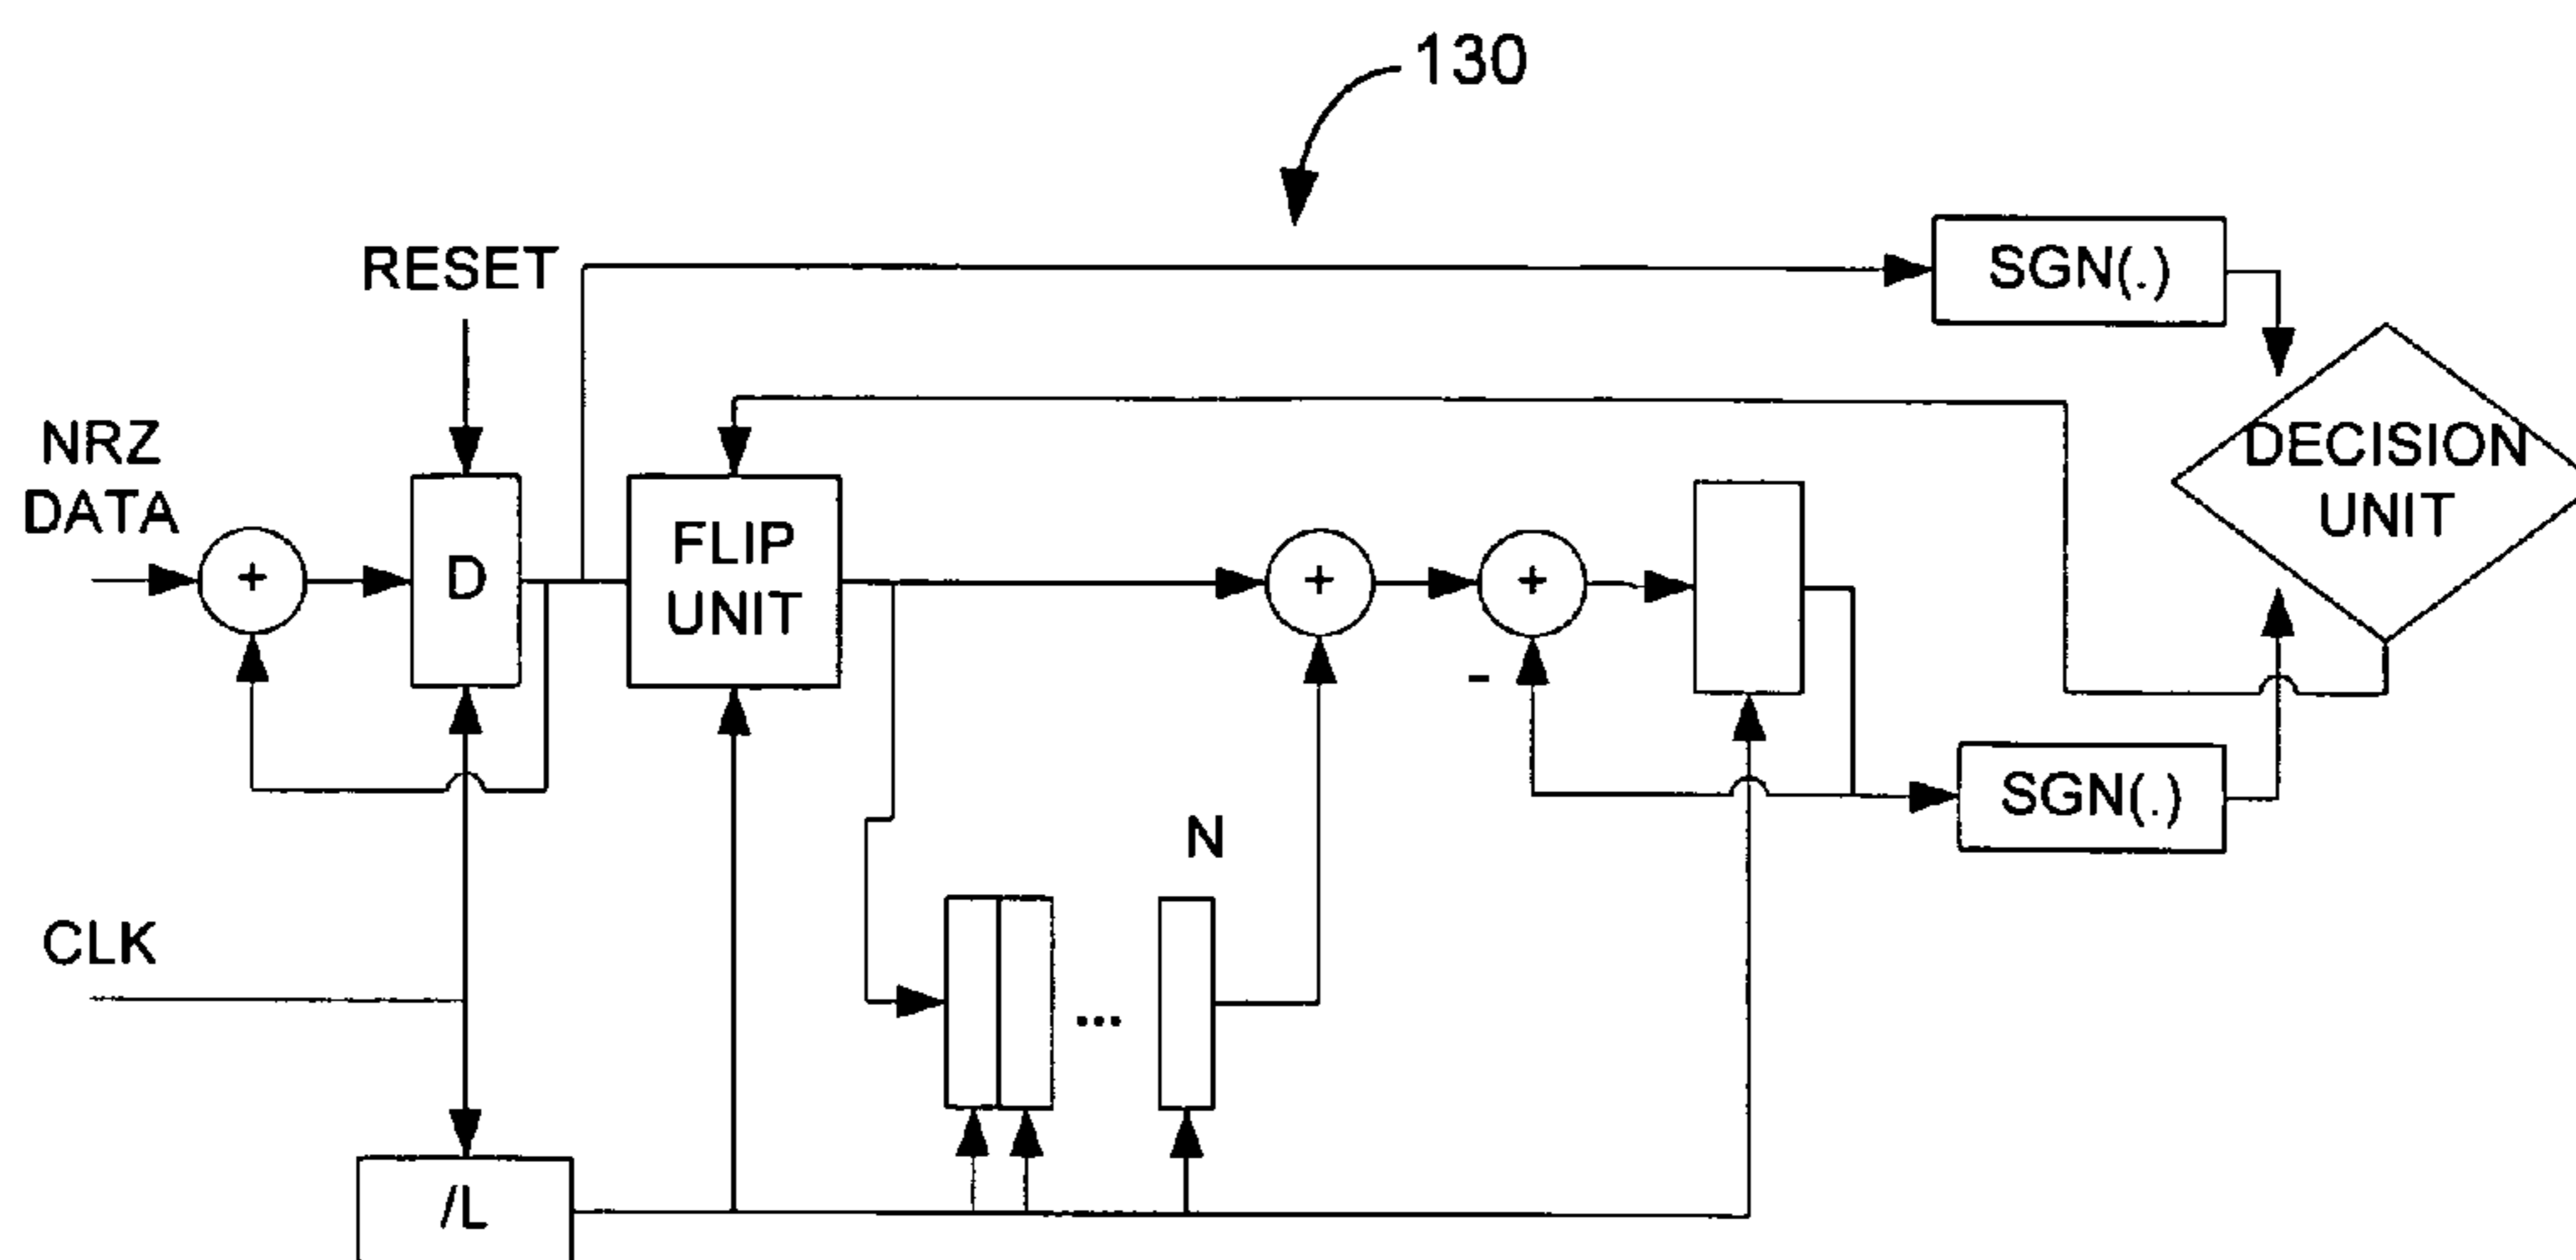 130
RESET
SGN(.)
NRZ
DATA
+
D
FLIP
UNIT
+
+
-
DECISION
UNIT
SGN(.)
N
CLK
...
/L